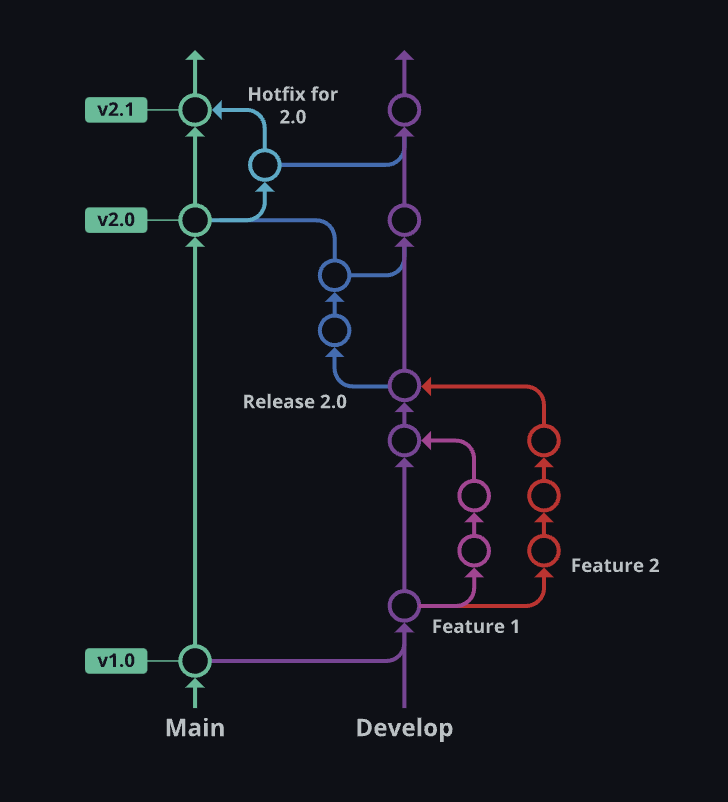 v2.1
Hotfix for
2.0
v2.0
Release 2.0
Feature 2
Feature 1
v1.0
Main
Develop